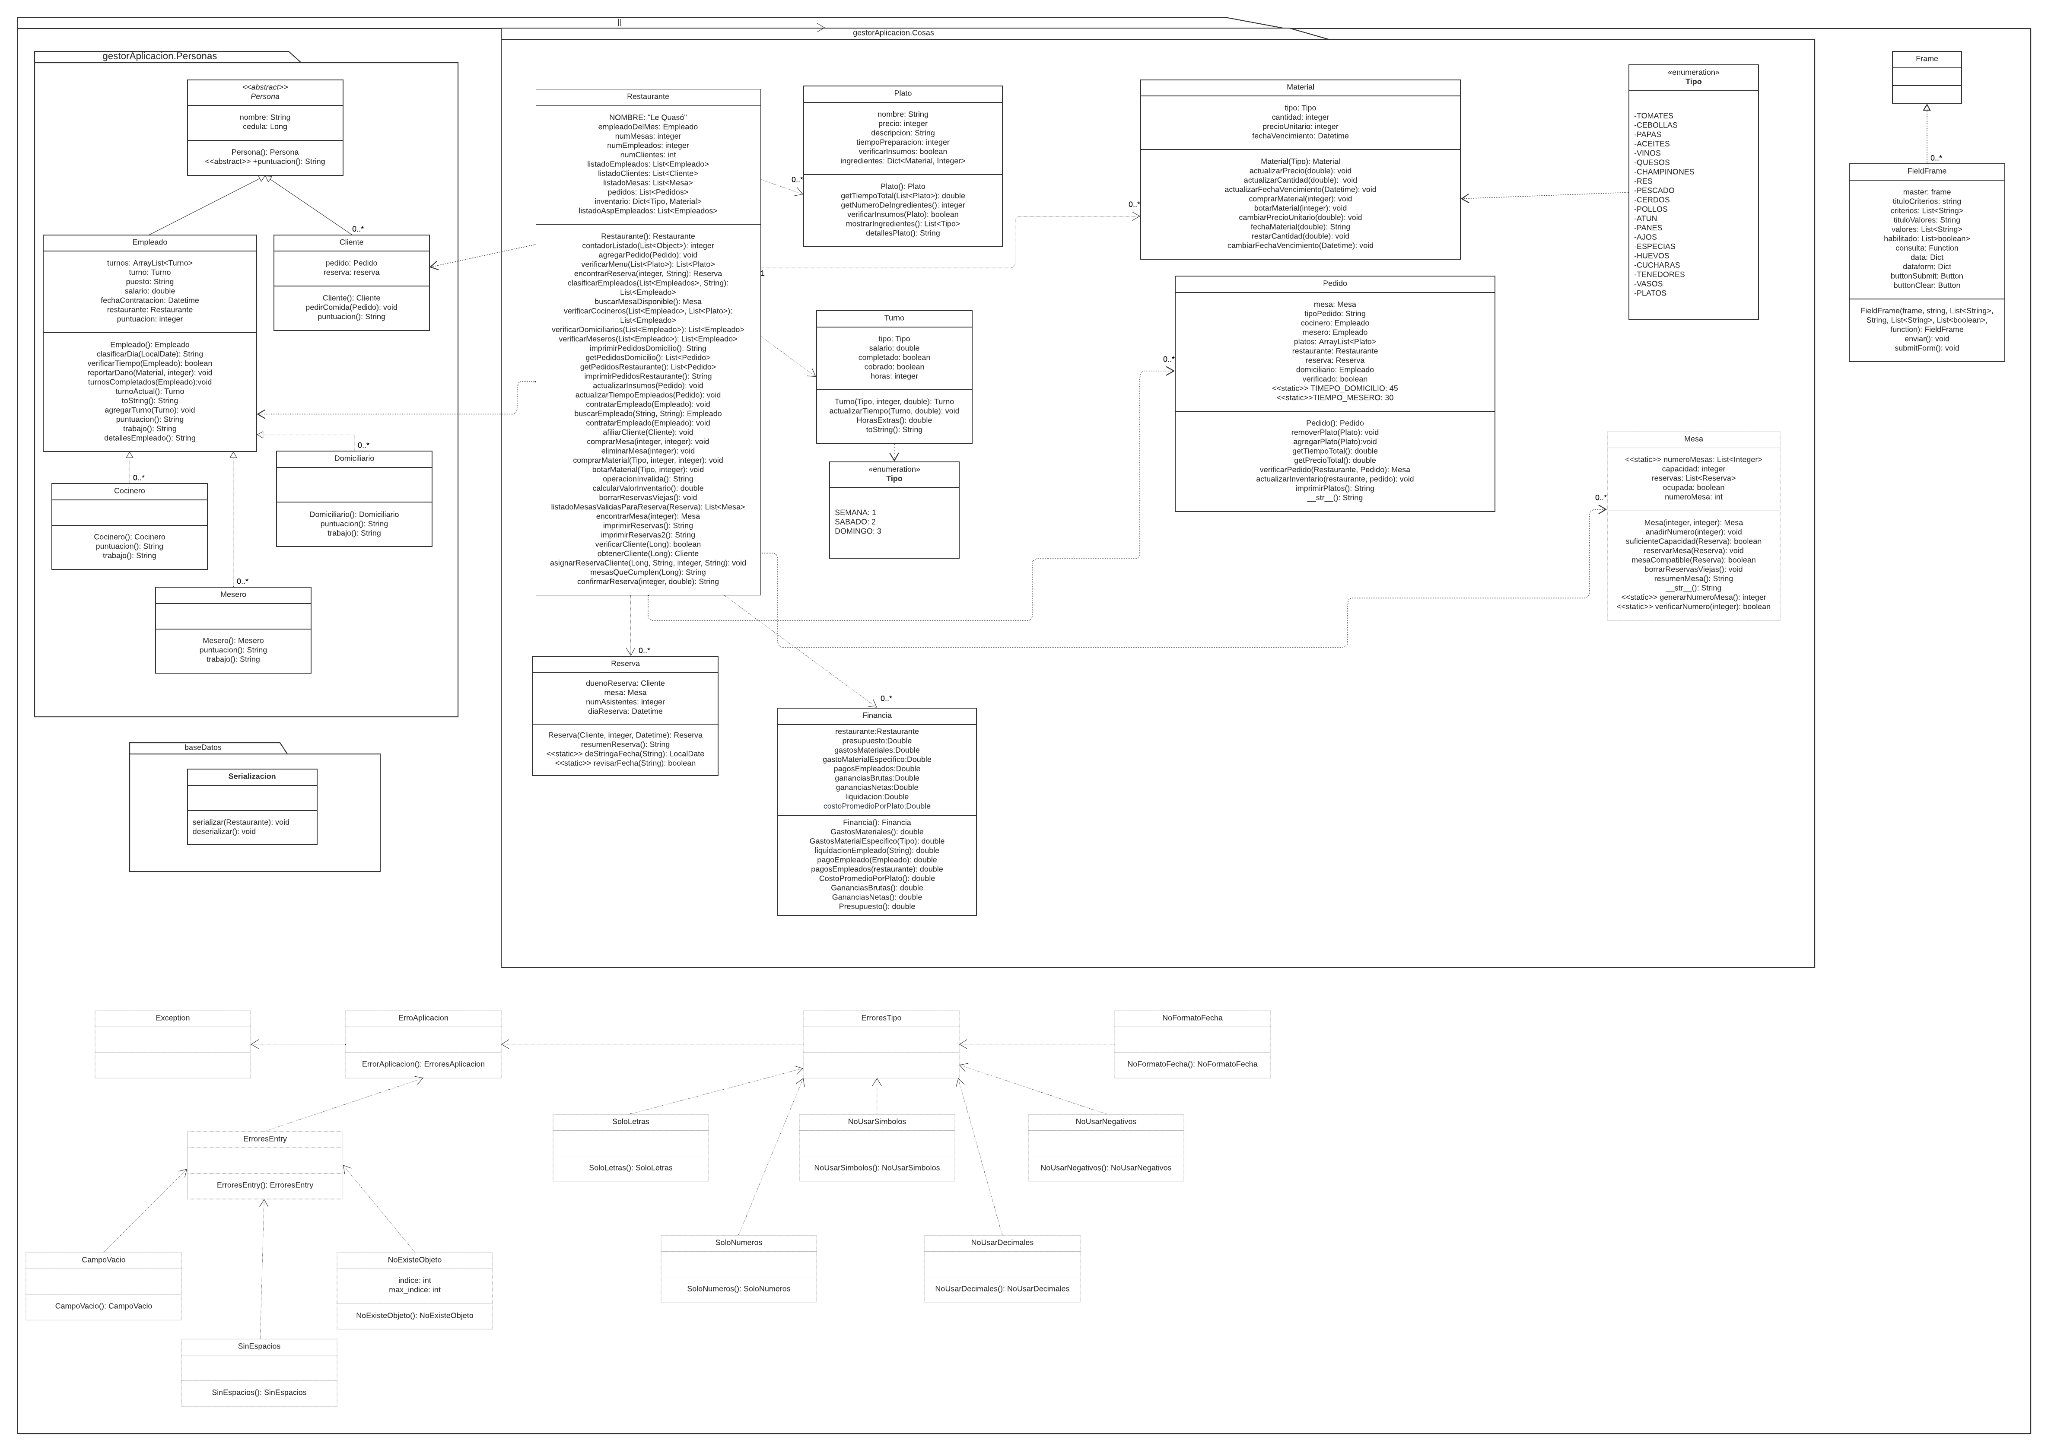 gestorAplicacion.Cosas
gestorAplicacion.Personas
<<abstract>>
Persona
nombre: String
cedula: Long
Persona(): Persona
<<abstract>> +puntuacion(): String
0..*
Empleado
turnos: ArrayList<Turno>
turno: Turno
puesto: String
salario: double
fechaContratacion: Datetime
restaurante: Restaurante
puntuacion: integer
Empleado(): Empleado
clasificarDia(LocalDate): String
verificarTiempo(Empleado): boolean
reportarDano(Material, integer): void
turnosCompletados(Empleado):void
turnoActual(): Turno
toString(): String
agregarTurno(Turno): void
puntuacion(): String
trabajo(): String
detallesEmpleado(): String
Cliente
pedido: Pedido
reserva: reserva
Cliente(): Cliente
pedirComida(Pedido): void
puntuacion(): String
0..*
Domiciliario
Domiciliario(): Domiciliario
puntuacion(): String
trabajo(): String
0..*
Cocinero
Cocinero(): Cocinero
puntuacion(): String
trabajo(): String
0..*
Mesero
Mesero(): Mesero
puntuacion(): String
trabajo(): String
baseDatos
Serializacion
serializar(Restaurante): void
deserializar(): void
Restaurante
NOMBRE: "Le Quasó"
empleadoDelMes: Empleado
numMesas: integer
numEmpleados: integer
numClientes: int
listadoEmpleados: List<Empleado>
listadoClientes: List<Cliente>
listadoMesas: List<Mesa>
pedidos: List<Pedidos>
inventario: Dict<Tipo, Material>
listadoAspEmpleados: List<Empleados>
Restaurante(): Restaurante
contadorListado(List<Object>): integer
agregarPedido(Pedido): void
verificarMenu(List<Plato>): List<Plato>
encontrarReserva(integer, String): Reserva
clasificarEmpleados(List<Empleados>, String):
List<Empleado>
buscarMesaDisponible(): Mesa
verificarCocineros(List<Empleado>, List<Plato>):
List<Empleado>
verificarDomiciliarios(List<Empleado>): List<Empleado>
verificarMeseros(List<Empleado>): List<Empleado>
imprimirPedidosDomicilio(): String
getPedidosDomicilio(): List<Pedido>
getPedidosRestaurante(): List<Pedido>
imprimirPedidosRestaurante(): String
actualizarInsumos(Pedido): void
actualizarTiempoEmpleados(Pedido): void
contratarEmpleado(Empleado): void
buscarEmpleado(String, String): Empleado
contratarEmpleado(Empleado): void
afiliarCliente(Cliente): void
comprarMesa(integer, integer): void
eliminarMesa(integer): void
comprarMaterial(Tipo, integer, integer): void
botarMaterial(Tipo, integer): void
operacionInvalida(): String
calcularValorInventario(): double
borrarReservasViejas(): void
listadoMesasValidasParaReserva(Reserva): List<Mesa>
encontrarMesa(integer): Mesa
imprimirReservas(): String
imprimirReservas2(): String
verificarCliente(Long): boolean
obtenerCliente(Long): Cliente
asignarReservaCliente(Long, String, integer, String): void
mesasQueCumplen(Long): String
confirmarReserva(integer, double): String
1
0..*
Plato
nombre: String
precio: integer
descripcion: String
tiempoPreparacion: integer
verificarInsumos: boolean
ingredientes: Dict<Material, Integer>
Plato(): Plato
getTiempoTotal(List<Plato>): double
getNumeroDeIngredientes(): integer
verificarInsumos(Plato): boolean
mostrarIngredientes(): List<Tipo>
detallesPlato(): String
Turno
tipo: Tipo
salario: double
completado: boolean
cobrado: boolean
horas: integer
Turno(Tipo, integer, double): Turno
actualizarTiempo(Turno, double): void
HorasExtras(): double
toString(): String
«enumeration»
Tipo
SEMANA: 1
SABADO: 2
DOMINGO: 3
0..*
Material
tipo: Tipo
cantidad: integer
precioUnitario: integer
fechaVencimiento: Datetime
Material(Tipo): Material
actualizarPrecio(double): void
actualizarCantidad(double): void
actualizarFechaVencimiento(Datetime): void
comprarMaterial(integer): void
botarMaterial(integer): void
cambiarPrecioUnitario(double): void
fechaMaterial(double): String
restarCantidad(double): void
cambiarFechaVencimiento(Datetime): void
0..*
Pedido
mesa: Mesa
tipoPedido: String
cocinero: Empleado
mesero: Empleado
platos: ArrayList<Plato>
restaurante: Restaurante
reserva: Reserva
domiciliario: Empleado
verificado: boolean
<<static>> TIMEPO_DOMICILIO: 45
<<static>>TIEMPO_MESERO: 30
Pedido(): Pedido
removerPlato(Plato): void
agregarPlato(Plato):void
getTiempoTotal(): double
getPrecioTotal(): double
verificarPedido(Restaurante, Pedido): Mesa
actualizarInventario(restaurante, pedido): void
imprimirPlatos(): String
__str__(): String
«enumeration»
Tipo
-TOMATES
-CEBOLLAS
-PAPAS
-ACEITES
-VINOS
-QUESOS
-CHAMPINONES
-RES
-PESCADO
-CERDOS
-POLLOS
-ATUN
-PANES
-AJOS
-ESPECIAS
-HUEVOS
-CUCHARAS
-TENEDORES
-VASOS
-PLATOS
0..*
Mesa
<<static>> numeroMesas: List<Integer>
capacidad: integer
reservas: List<Reserva>
ocupada: boolean
numeroMesa: int
Mesa(integer, integer): Mesa
anadirNumero(integer): void
suficienteCapacidad(Reserva): boolean
reservarMesa(Reserva): void
mesaCompatible(Reserva): boolean
borrarReservasViejas(): void
resumenMesa(): String
__str__(): String
<<static>> generarNumeroMesa(): integer
<<static>> verificarNumero(integer): boolean
0..*
Reserva
duenoReserva: Cliente
mesa: Mesa
numAsistentes: integer
diaReserva: Datetime
Reserva(Cliente, integer, Datetime): Reserva
resumenReserva(): String
<<static>> deStringaFecha(String): LocalDate
<<static>> revisarFecha(String): boolean
0..*
Financia
restaurante:Restaurante
presupuesto:Double
gastosMateriales:Double
gastoMaterialEspecifico:Double
pagosEmpleados:Double
gananciasBrutas:Double
gananciasNetas:Double
liquidacion:Double
costoPromedioPorPlato:Double
Financia(): Financia
GastosMateriales(): double
GastosMaterialEspecifico(Tipo): double
liquidacionEmpleado(String): double
pagoEmpleado(Empleado): double
pagosEmpleados(restaurante): double
CostoPromedioPorPlato(): double
GananciasBrutas(): double
GananciasNetas(): double
Presupuesto(): double
Frame
0..*
FieldFrame
master: frame
tituloCriterios: string
criterios: List<String>
tituloValores: String
valores: List<String>
habilitado: List>boolean>
consulta: Function
data: Dict
dataform: Dict
buttonSubmit: Button
buttonClear: Button
FieldFrame(frame, string, List<String>,
String, List<String>, List<boolean>,
function): FieldFrame
enviar(): void
submitForm(): void
Exception
ErroAplicacion
ErrorAplicacion(): ErroresAplicacion
ErroresTipo
NoFormatoFecha
NoFormatoFecha(): NoFormatoFecha
SoloLetras
SoloLetras(): SoloLetras
NoUsarSimbolos
NoUsarSimbolos(): NoUsarSimbolos
NoUsarNegativos
NoUsarNegativos(): NoUsarNegativos
ErroresEntry
ErroresEntry(): ErroresEntry
SoloNumeros
SoloNumeros(): SoloNumeros
NoUsarDecimales
NoUsarDecimales(): NoUsarDecimales
CampoVacio
CampoVacio(): CampoVacio
NoExisteObjeto
indice: int
max_indice: int
NoExisteObjeto(): NoExisteObjeto
SinEspacios
SinEspacios(): SinEspacios